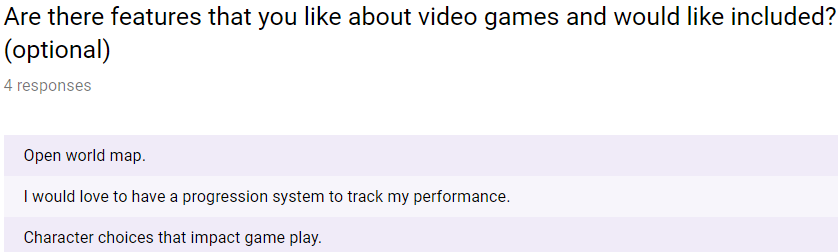 Are there features that you like about video games and would like included?
(optional)
4 responses
Open world map.
I would love to have a progression system to track my performance.
Character choices that impact game play.